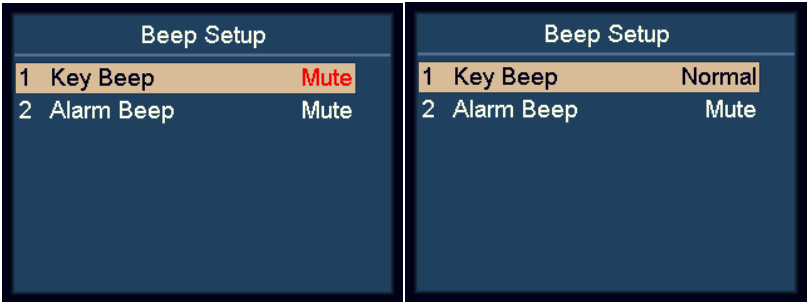 Beep Setup
1 Key Beep Mute
2 Alarm Beep Mute
Beep Setup
1 Key Beep Normal
2 Alarm Beep Mute